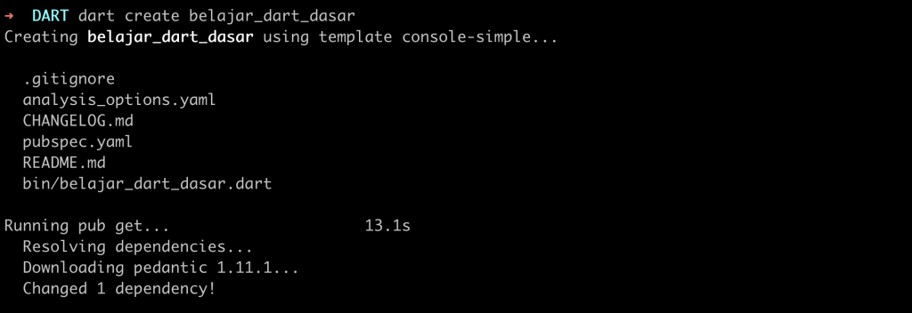 ➜ DART dart create belajar_dart_dasar
Creating belajar_dart_dasar using template console-simple...
.gitignore
analysis_options.yaml
CHANGELOG.md
pubspec.yaml
README.md
bin/belajar_dart_dasar.dart
Running pub get... 13.1s
Resolving dependencies...
Downloading pedantic 1.11.1...
Changed 1 dependency!